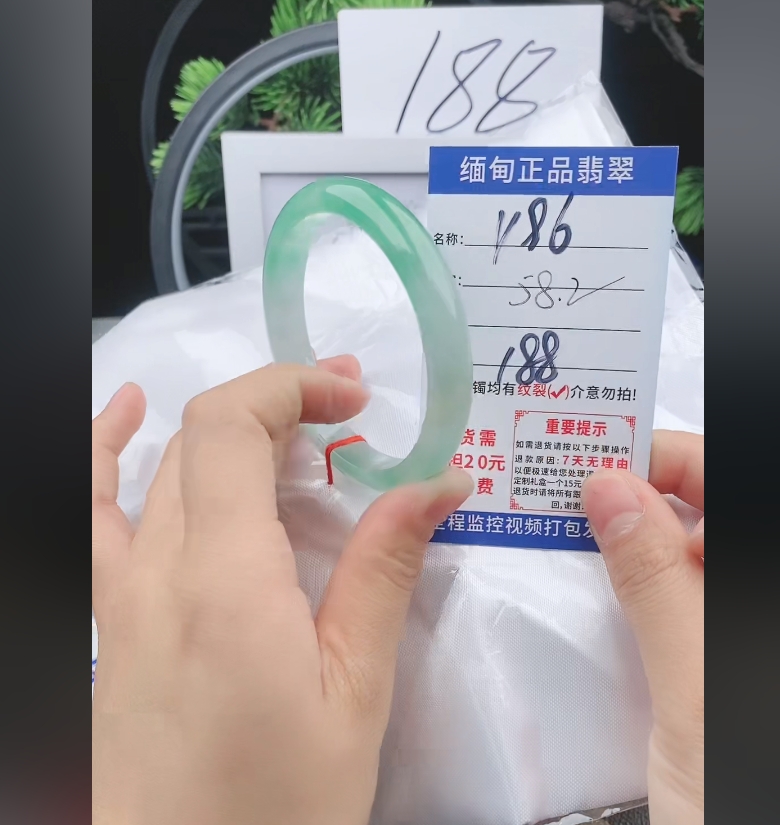 188
缅甸正品翡翠
名称: Y86
: 58.2
188
镯均有纹裂(✓)介意勿拍!
货需
担20元
费
重要提示
如需退货请按以下步骤操作
退款原因:7天无理由
以便极速给您处理
定制礼盒一个15元
退货时请将所有跟
回,谢谢
程监控视频打包发